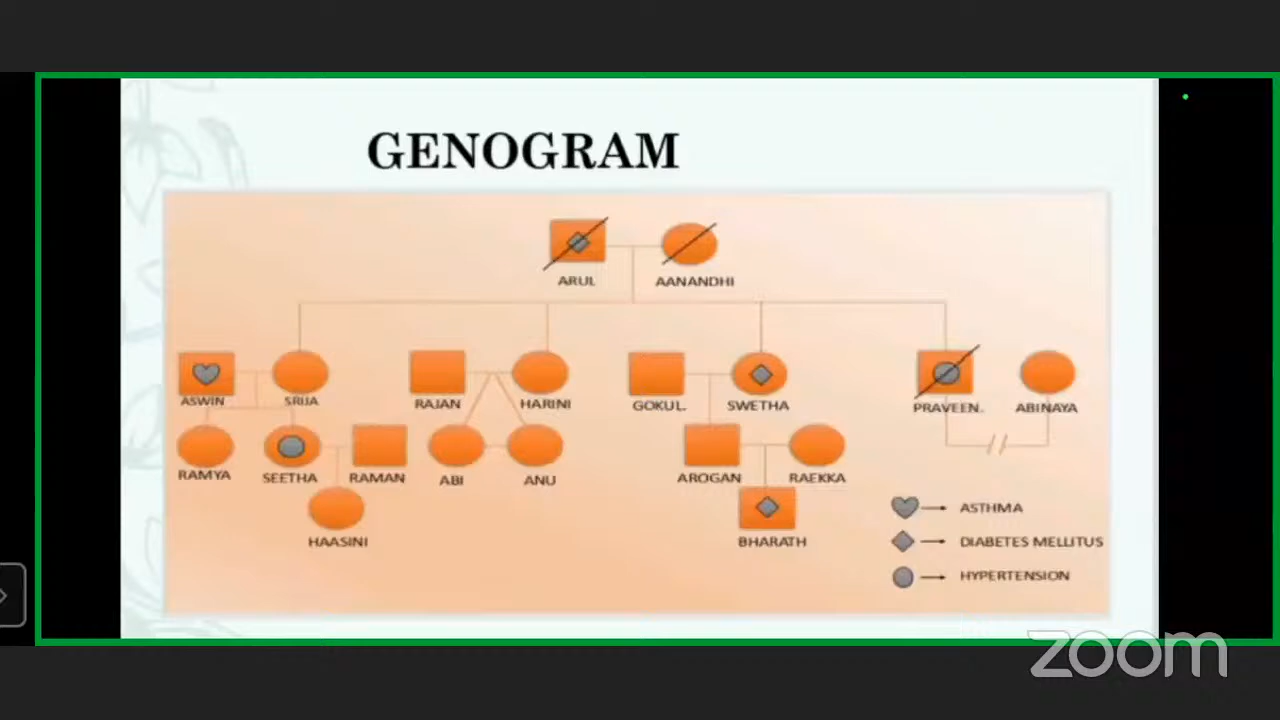 GENOGRAM
ARUL
AANANDHI
ASWIN
SRIJA
RAJAN
HARINI
GOKUL.
SWETHA
PRAVEEN.
ABINAYA
RAMYA
SEETHA
RAMAN
ABI
ANU
AROGAN
RAEKKA
HAASINI
BHARATH
ASTHMA
DIABETES MELLITUS
HYPERTENSION
zoom